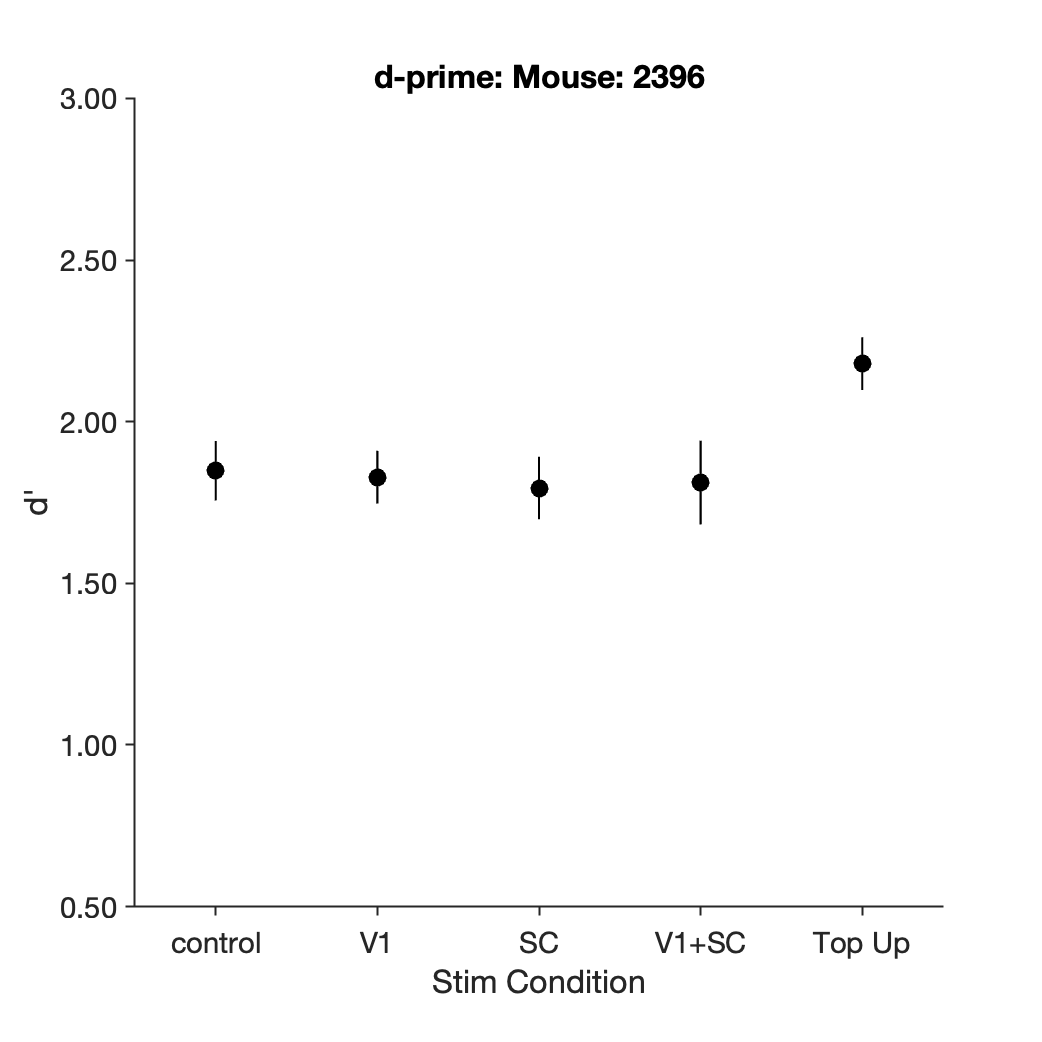 d-prime: Mouse: 2396
3.00
2.50
2.00
1.50
1.00
0.50
d'
control V1 SC V1+SC Top Up
Stim Condition